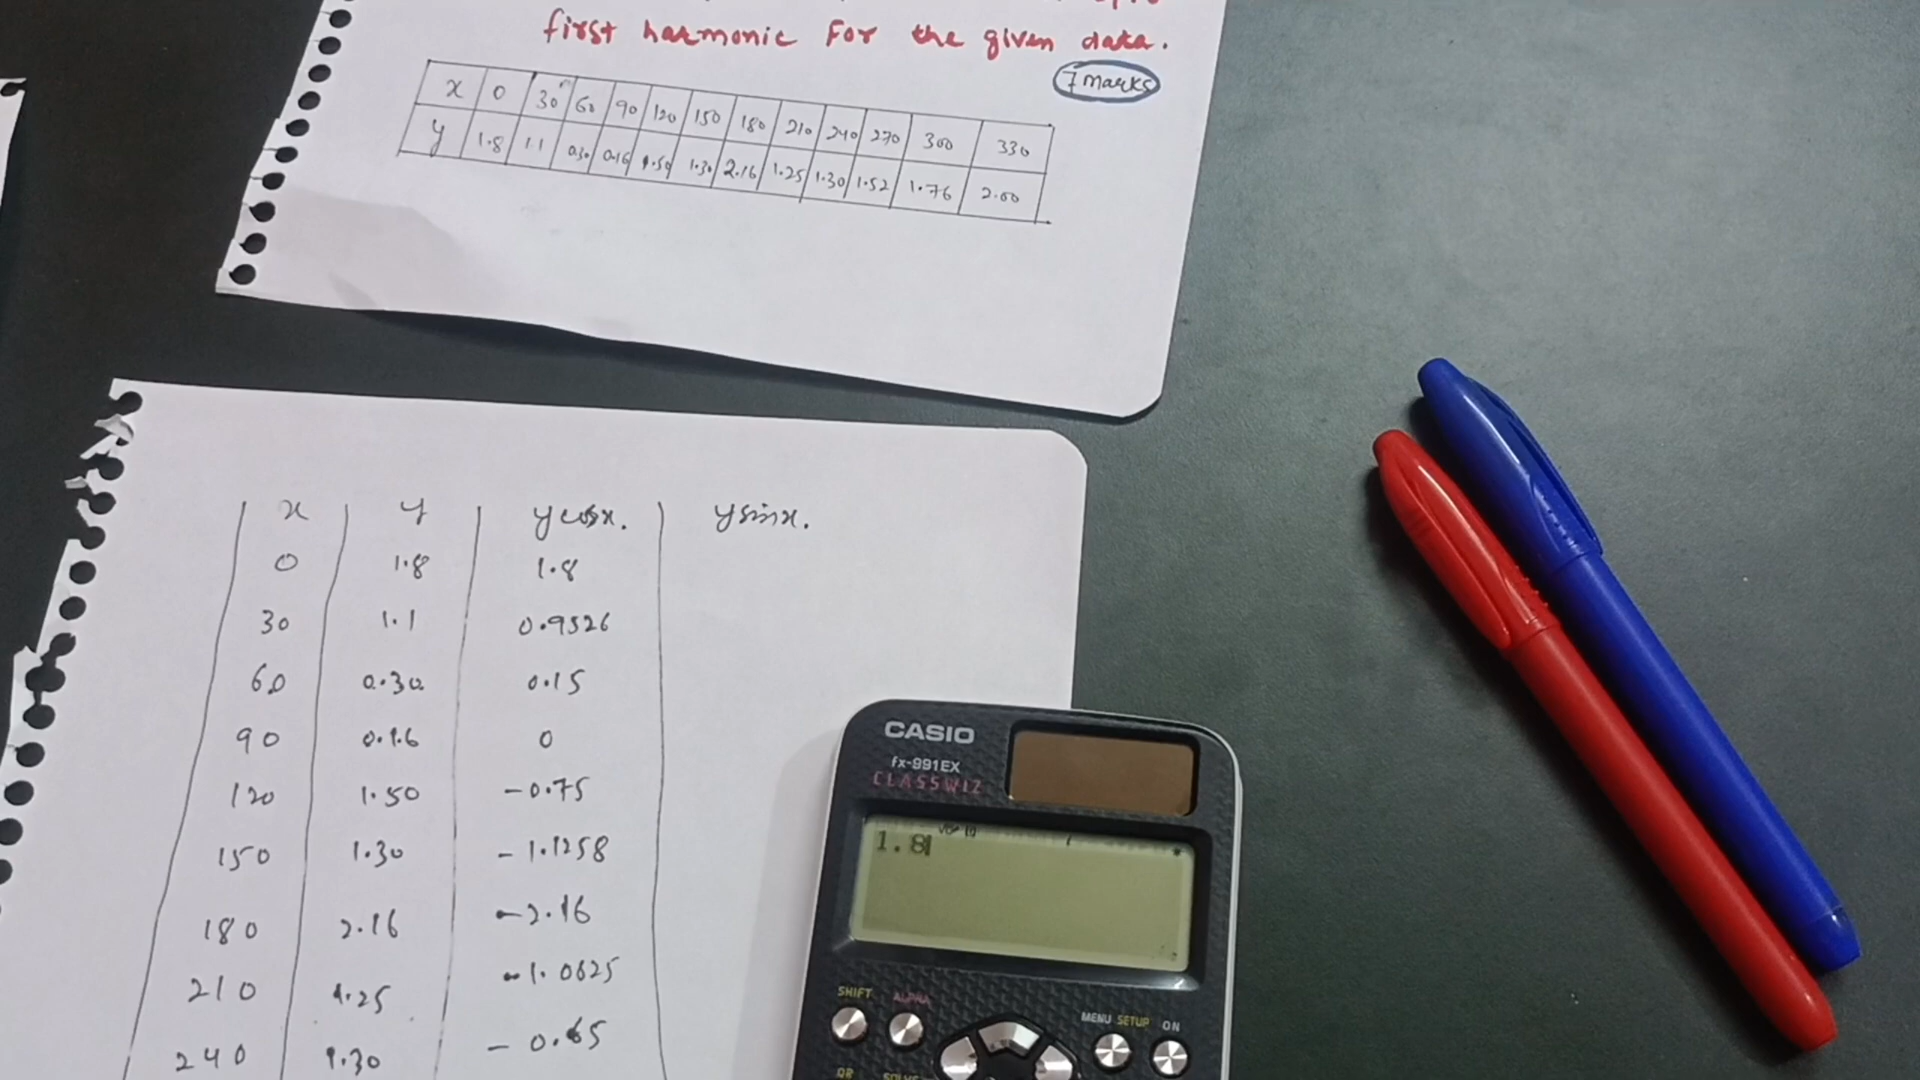 first harmonic for the given data.
7 marks
x 0 30 60 90 120 150 180 210 240 270 300 330
y 1.8 1.1 0.30 0.16 1.50 1.30 2.16 1.25 1.30 1.52 1.76 2.00
x y ycosx. ysinx.
0 1.8 1.8
30 1.1 0.9526
60 0.30 0.15
90 0.16 0
120 1.50 -0.75
150 1.30 -1.1258
180 2.16 -2.16
210 1.25 -1.0625
240 1.30 -0.65
CASIO
fx-991EX
CLASSWIZ
1.8
SHIFT ALPHA MENU SETUP ON